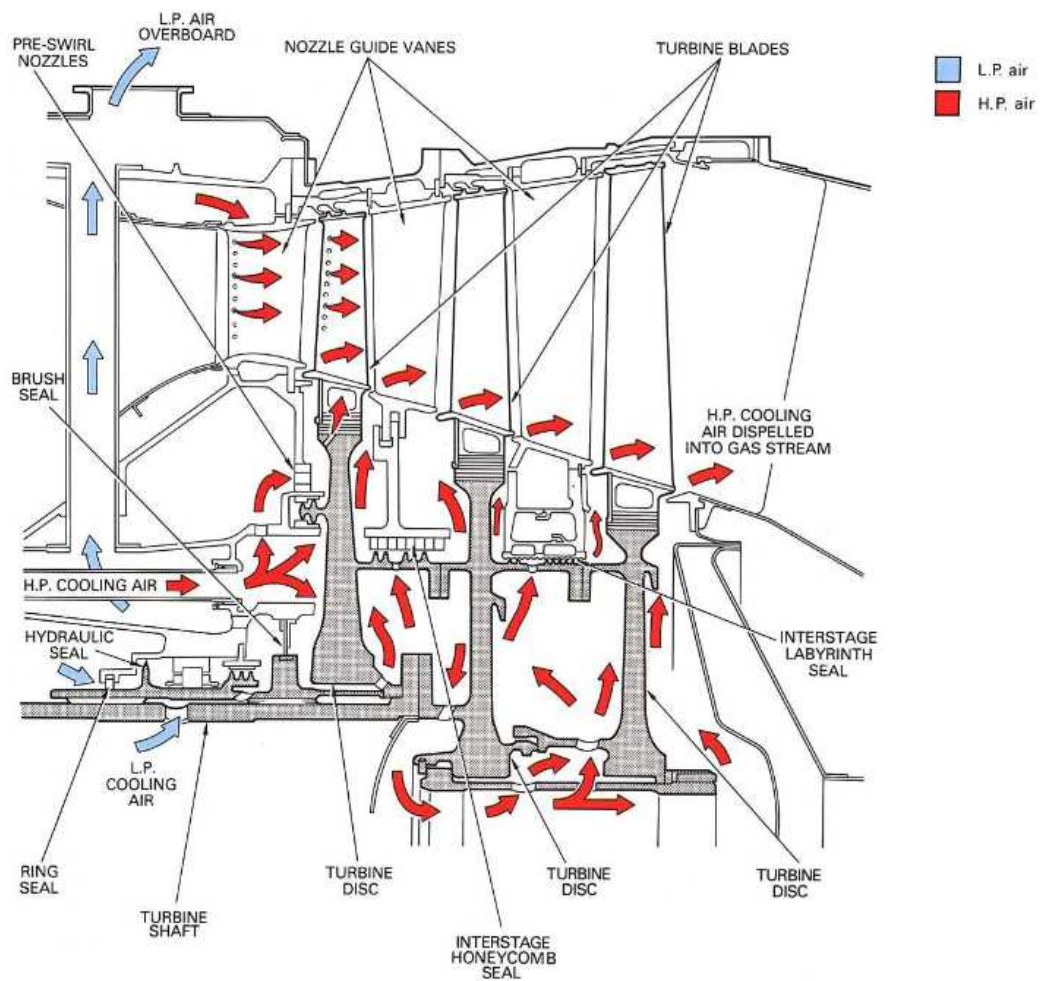 L.P. AIR
OVERBOARD
PRE-SWIRL
NOZZLES
NOZZLE GUIDE VANES
TURBINE BLADES
L.P. air
H.P. air
BRUSH
SEAL
H.P. COOLING
AIR DISPELLED
INTO GAS STREAM
H.P. COOLING AIR
HYDRAULIC
SEAL
INTERSTAGE
LABYRINTH
SEAL
L.P.
COOLING
AIR
RING
SEAL
TURBINE
SHAFT
TURBINE
DISC
INTERSTAGE
HONEYCOMB
SEAL
TURBINE
DISC
TURBINE
DISC